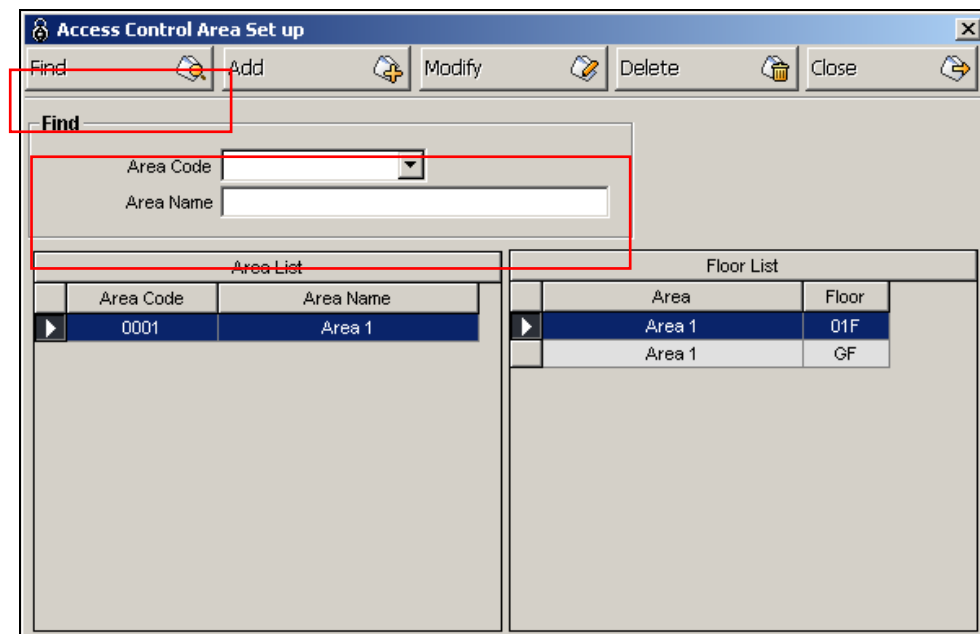 Access Control Area Set up
Find Add Modify Delete Close
Find
Area Code
Area Name
Area List Floor List
Area Code Area Name Area Floor
0001 Area 1 Area 1 01F
Area 1 GF